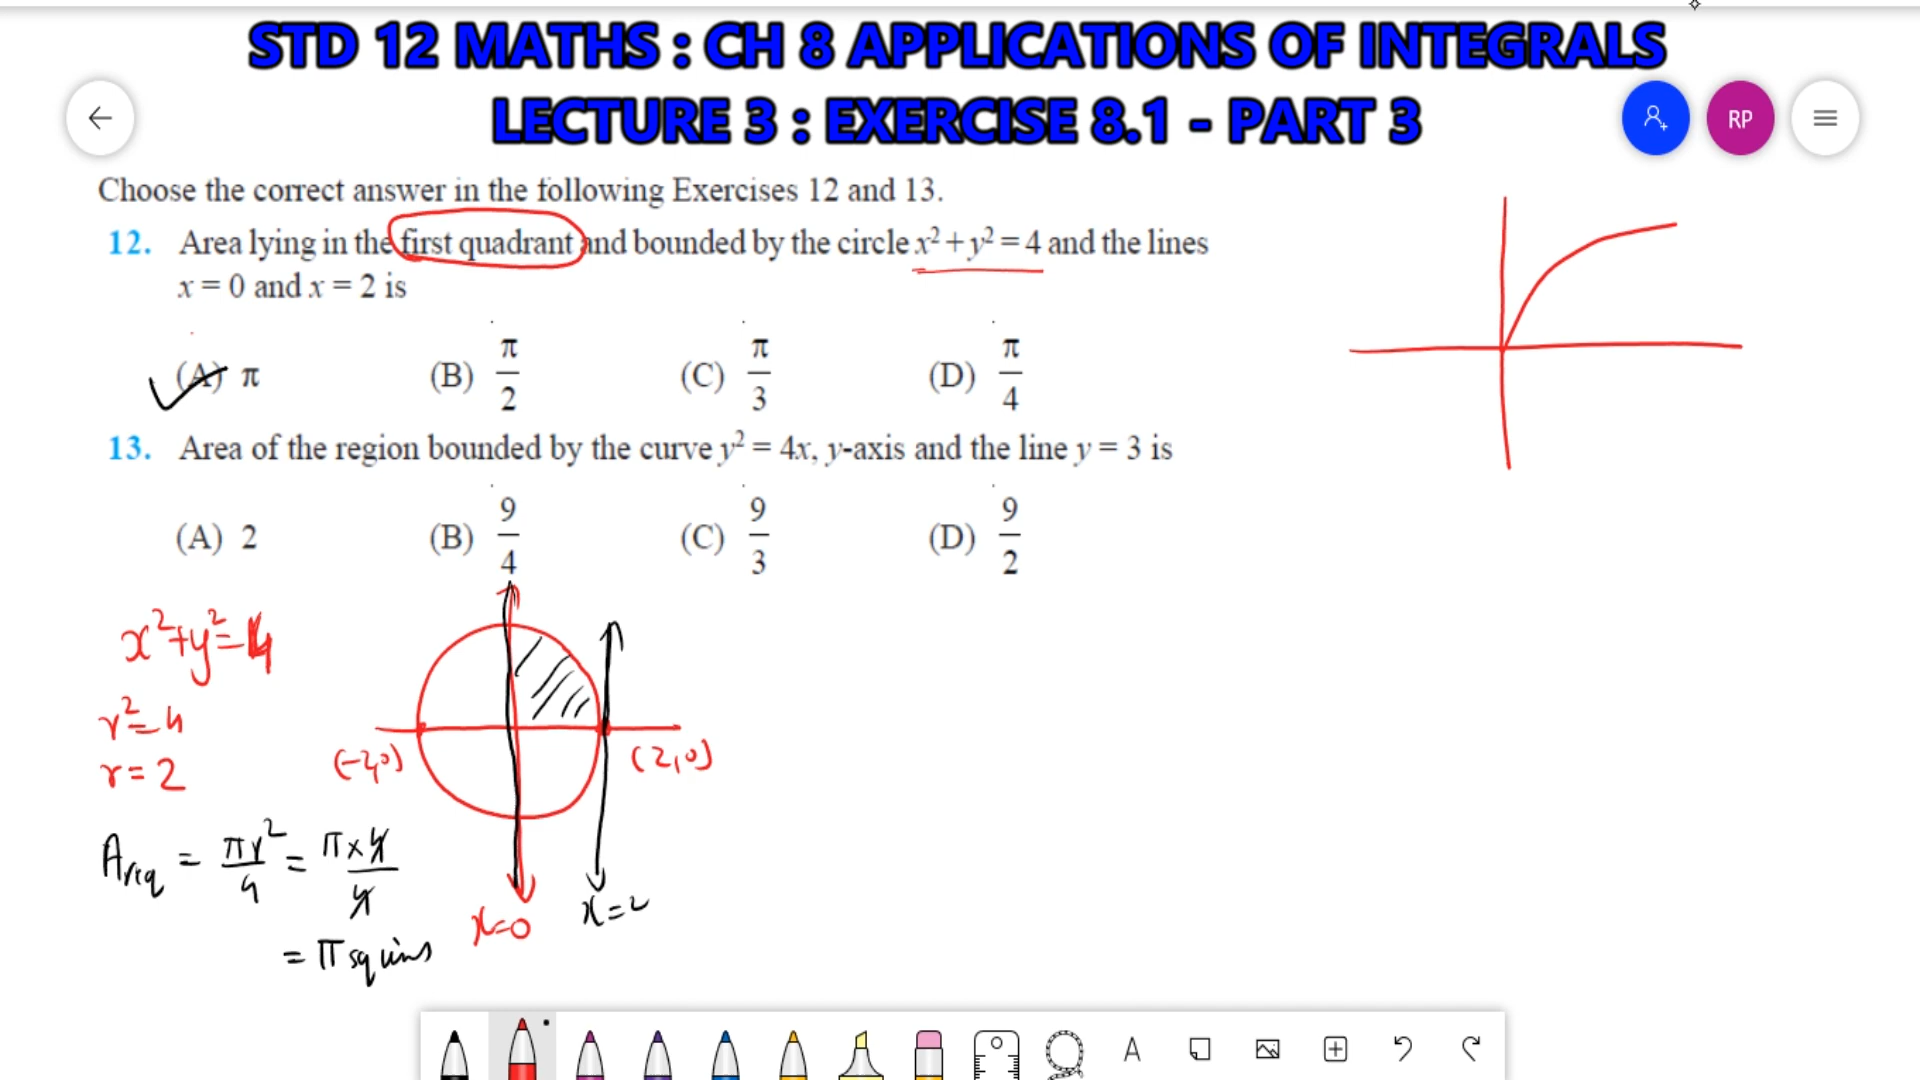 STD 12 MATHS : CH 8 APPLICATIONS OF INTEGRALS
LECTURE 3 : EXERCISE 8.1 - PART 3
RP
Choose the correct answer in the following Exercises 12 and 13.
12. Area lying in the first quadrant and bounded by the circle x² + y² = 4 and the lines
x = 0 and x = 2 is
(A) π (B) π/2 (C) π/3 (D) π/4
13. Area of the region bounded by the curve y² = 4x, y-axis and the line y = 3 is
(A) 2 (B) 9/4 (C) 9/3 (D) 9/2
x²+y²=4
r²=4
r=2
(-2,0)
(2,0)
Areq = πr²/4 = π×4/4
= π sq
x=0
x=2
A